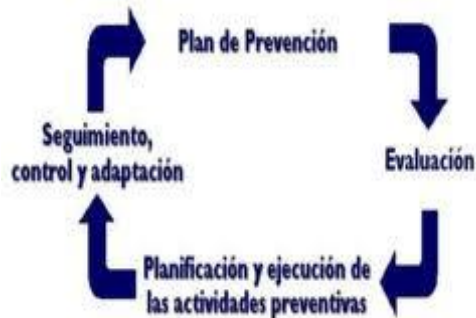 Plan de Prevención
Evaluación
Planificación y ejecución de
las actividades preventivas
Seguimiento,
control y adaptación